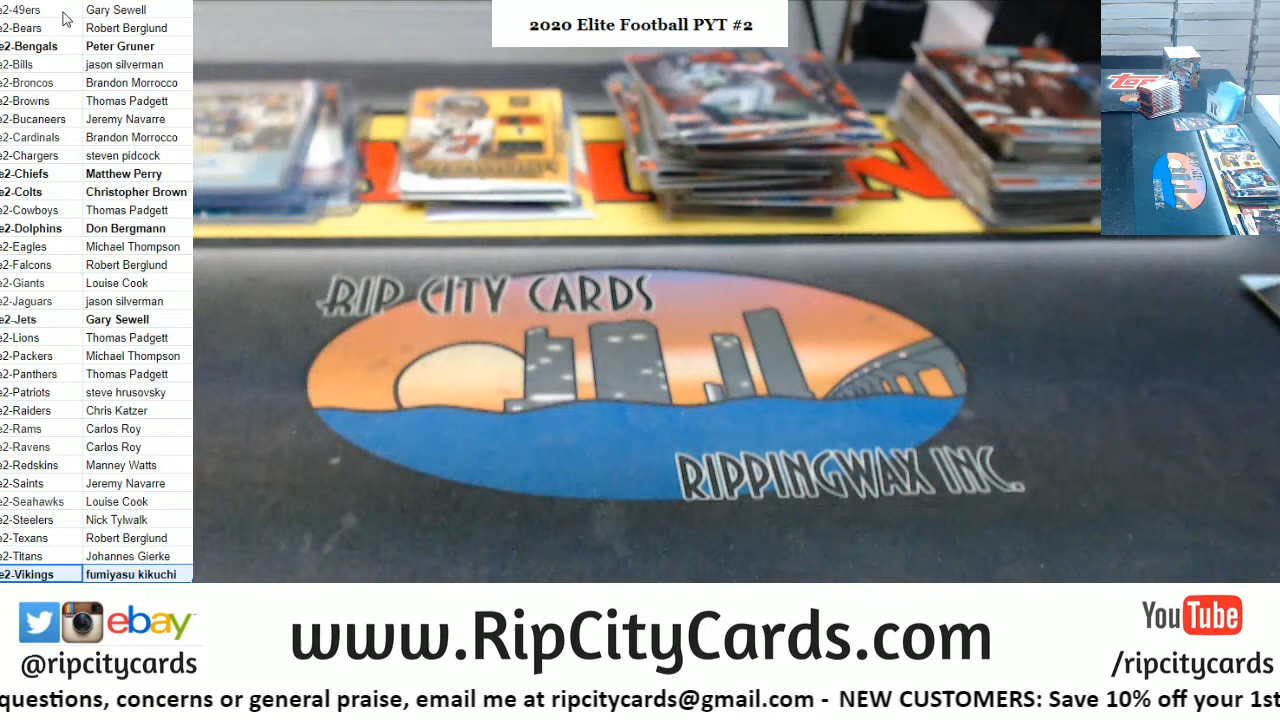 2020 Elite Football PYT #2
e2-49ers Gary Sewell
e2-Bears Robert Berglund
e2-Bengals Peter Gruner
e2-Bills jason silverman
e2-Broncos Brandon Morrocco
e2-Browns Thomas Padgett
e2-Bucaneers Jeremy Navarre
e2-Cardinals Brandon Morrocco
e2-Chargers steven pidcock
e2-Chiefs Matthew Perry
e2-Colts Christopher Brown
e2-Cowboys Thomas Padgett
e2-Dolphins Don Bergmann
e2-Eagles Michael Thompson
e2-Falcons Robert Berglund
e2-Giants Louise Cook
e2-Jaguars jason silverman
e2-Jets Gary Sewell
e2-Lions Thomas Padgett
e2-Packers Michael Thompson
e2-Panthers Thomas Padgett
e2-Patriots steve hrusovsky
e2-Raiders Chris Katzer
e2-Rams Carlos Roy
e2-Ravens Carlos Roy
e2-Redskins Manney Watts
e2-Saints Jeremy Navarre
e2-Seahawks Louise Cook
e2-Steelers Nick Tylwalk
e2-Texans Robert Berglund
e2-Titans Johannes Gierke
e2-Vikings fumiyasu kikuchi
RIP CITY CARDS
RIPPINGWAX INC.
ebay
@ripcitycards
www.RipCityCards.com
YouTube
/ripcitycards
questions, concerns or general praise, email me at ripcitycards@gmail.com - NEW CUSTOMERS: Save 10% off your 1st